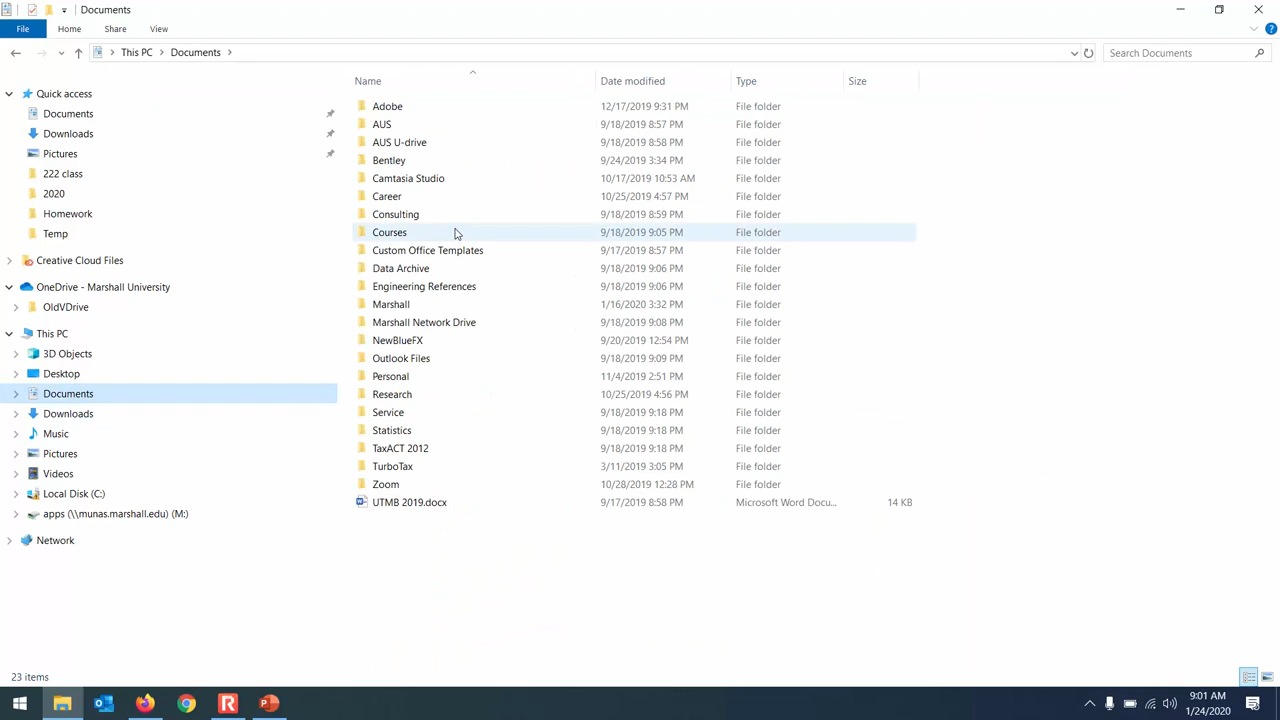 Documents
File Home Share View
This PC Documents Search Documents
Name Date modified Type Size
Quick access
Documents
Downloads
Pictures
222 class
2020
Homework
Temp
Creative Cloud Files
OneDrive - Marshall University
OldVDrive
This PC
3D Objects
Desktop
Documents
Downloads
Music
Pictures
Videos
Local Disk (C:)
apps (\\munas.marshall.edu) (M:)
Network
Adobe 12/17/2019 9:31 PM File folder
AUS 9/18/2019 8:57 PM File folder
AUS U-drive 9/18/2019 8:58 PM File folder
Bentley 9/24/2019 3:34 PM File folder
Camtasia Studio 10/17/2019 10:53 AM File folder
Career 10/25/2019 4:57 PM File folder
Consulting 9/18/2019 8:59 PM File folder
Courses 9/18/2019 9:05 PM File folder
Custom Office Templates 9/17/2019 8:57 PM File folder
Data Archive 9/18/2019 9:06 PM File folder
Engineering References 9/18/2019 9:06 PM File folder
Marshall 1/16/2020 3:32 PM File folder
Marshall Network Drive 9/18/2019 9:08 PM File folder
NewBlueFX 9/20/2019 12:54 PM File folder
Outlook Files 9/18/2019 9:09 PM File folder
Personal 11/4/2019 2:51 PM File folder
Research 10/25/2019 4:56 PM File folder
Service 9/18/2019 9:18 PM File folder
Statistics 9/18/2019 9:18 PM File folder
TaxACT 2012 9/18/2019 9:18 PM File folder
TurboTax 3/11/2019 3:05 PM File folder
Zoom 10/28/2019 12:28 PM File folder
UTMB 2019.docx 9/17/2019 8:58 PM Microsoft Word Docu... 14 KB
23 items
9:01 AM
1/24/2020